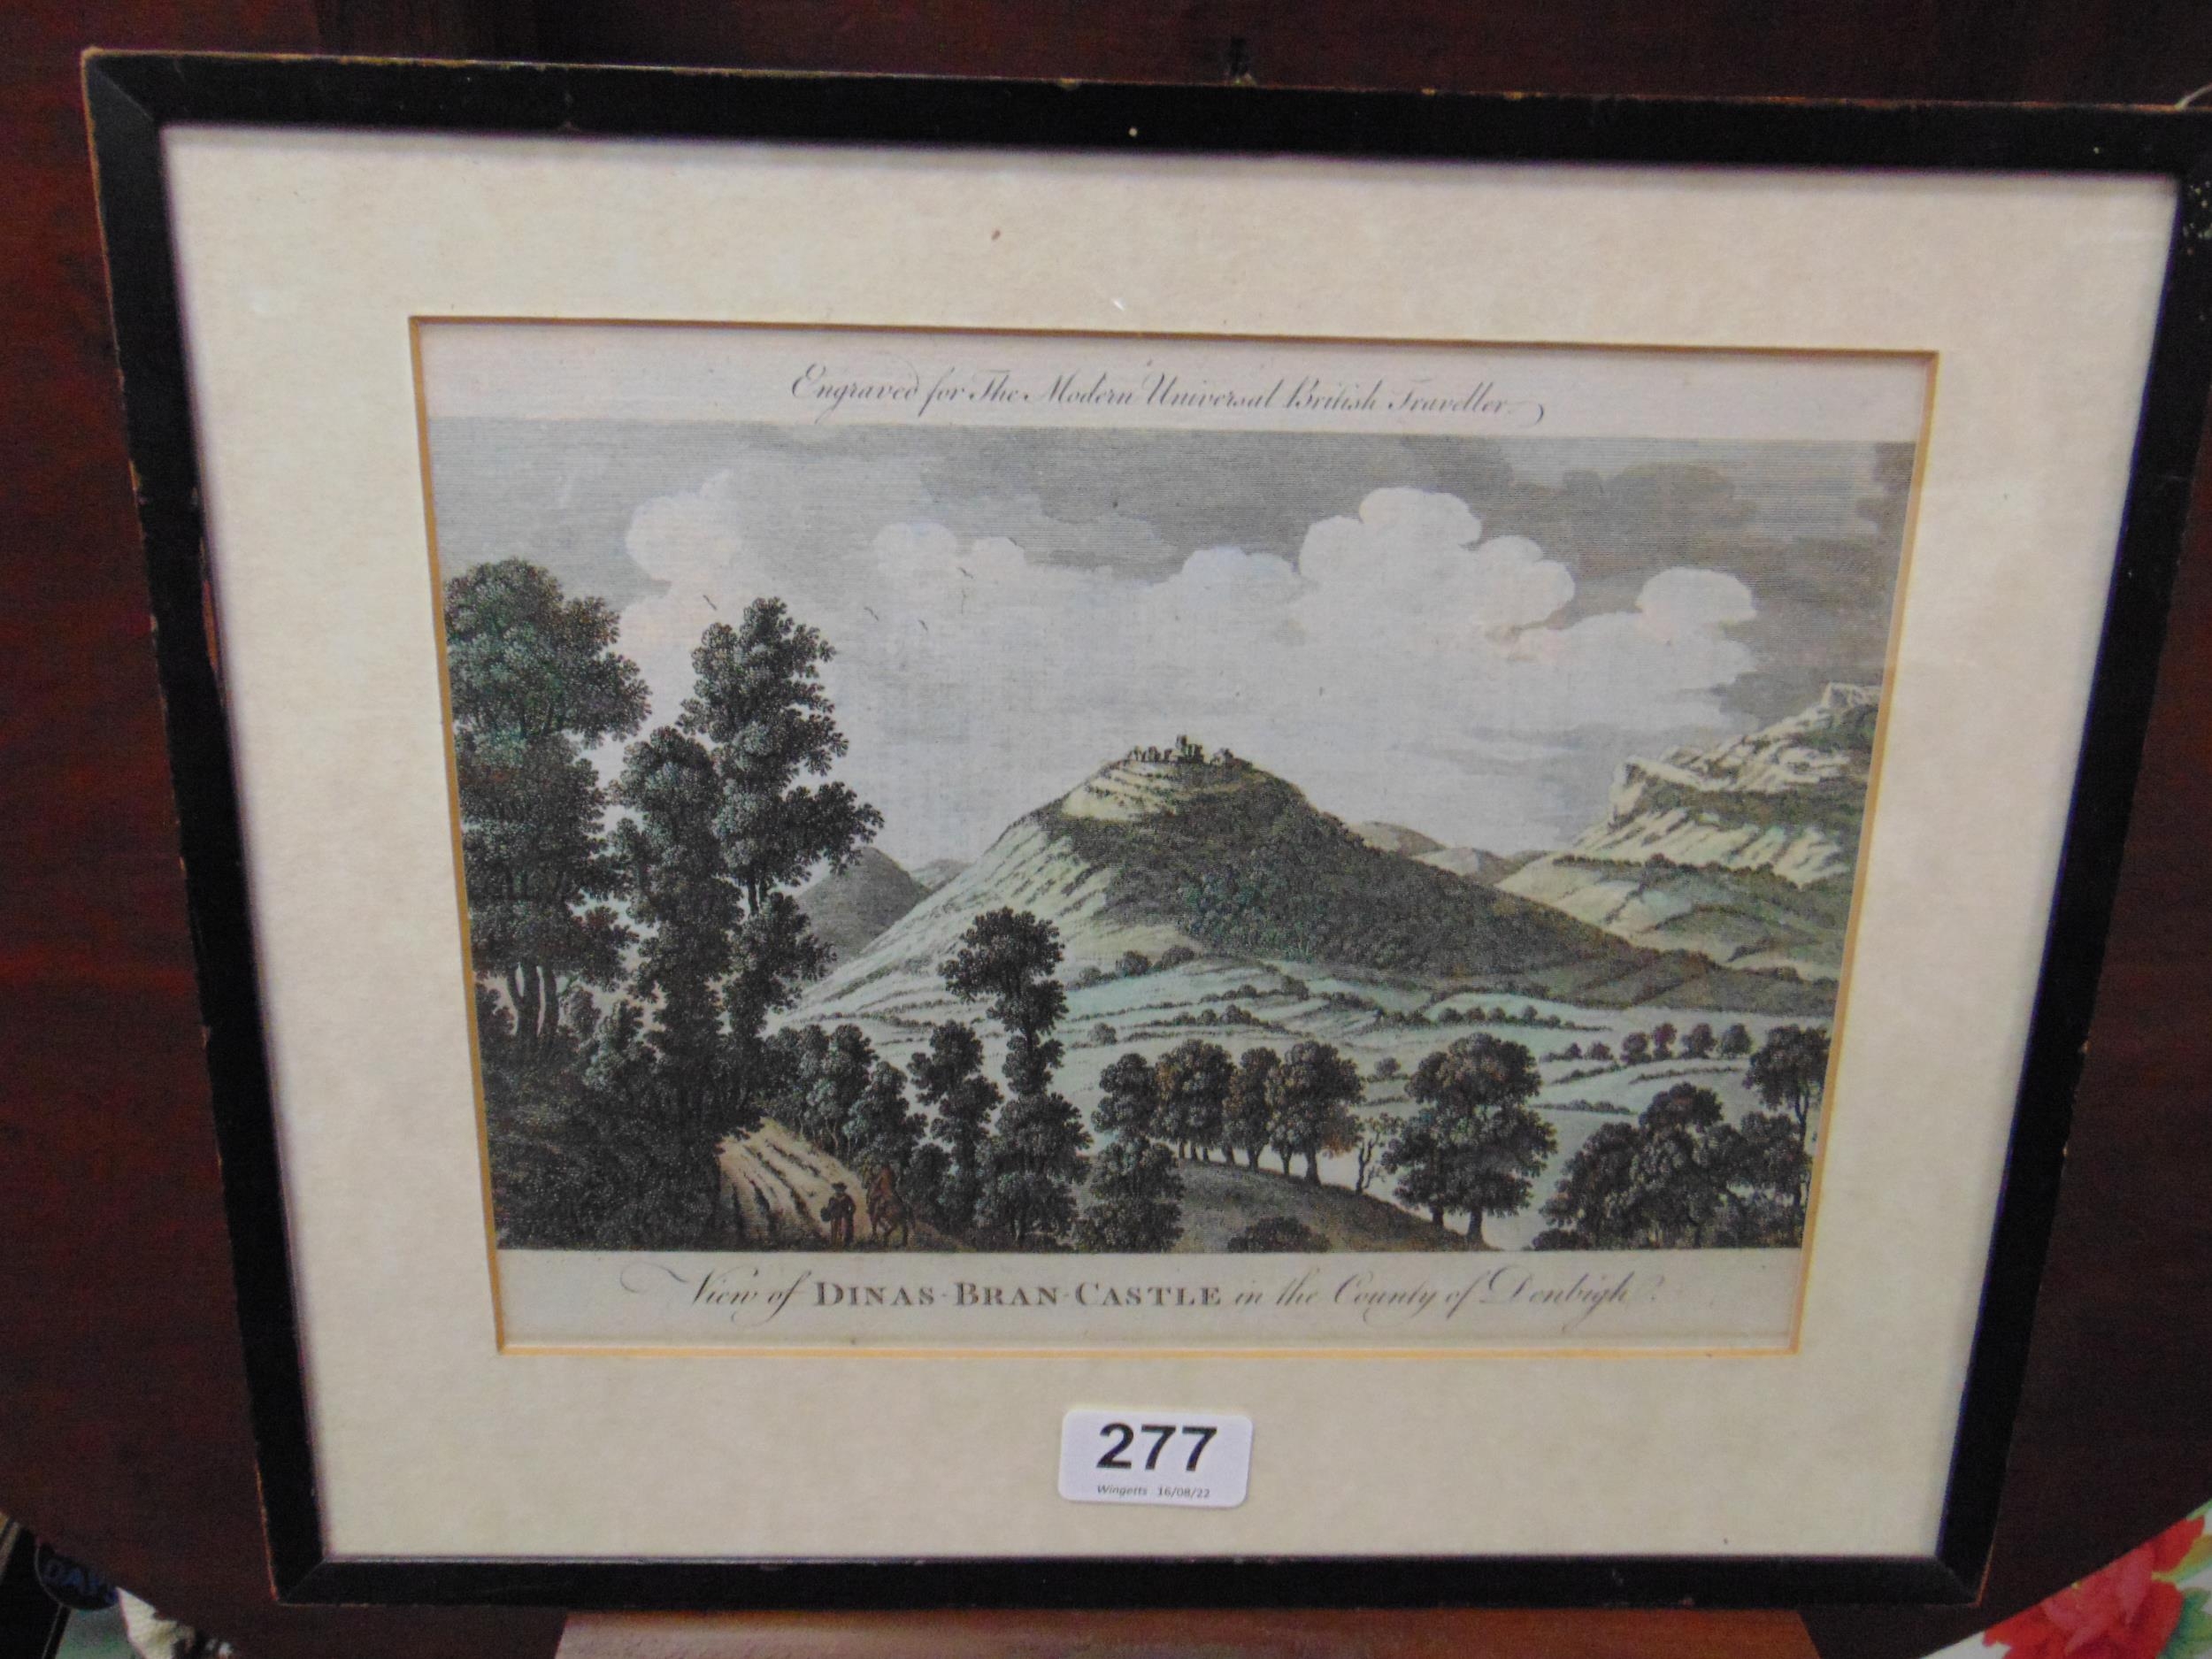 Engraved for The Modern Universal British Traveller.
View of DINAS-BRAN-CASTLE in the County of Denbigh.
277
Wingetts 16/08/22